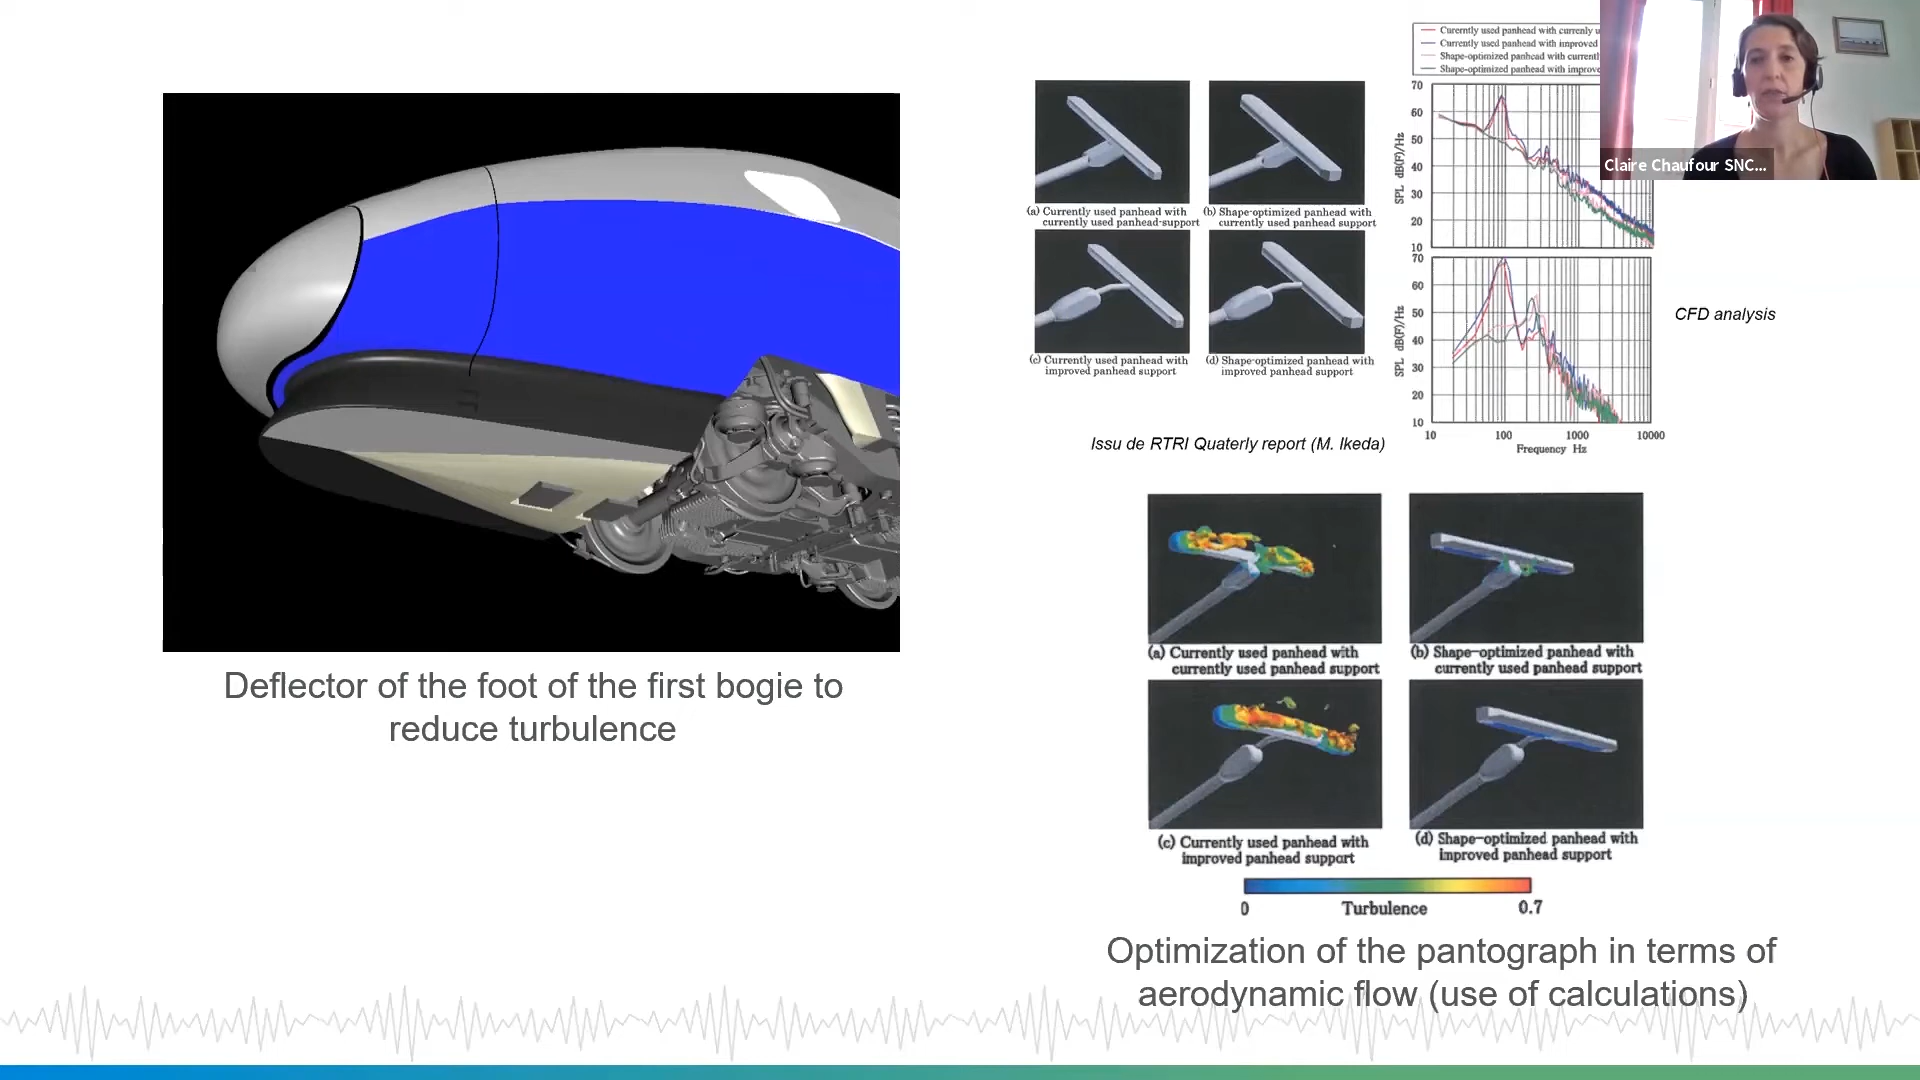 Curerntly used panhead with currenly u
Currently used panhead with improved
Shape-optimized panhead with current
Shape-optimized panhead with improve
Claire Chaufour SNC...
(a) Currently used panhead with
currently used panhead-support
(b) Shape-optimized panhead with
currently used panhead support
(c) Currently used panhead with
improved panhead support
(d) Shape-optimized panhead with
improved panhead support
SPL dB(F)/Hz
70
60
50
40
30
20
10
SPL dB(F)/Hz
70
60
50
40
30
20
10
10 100 1000 10000
Frequency Hz
CFD analysis
Issu de RTRI Quaterly report (M. Ikeda)
Deflector of the foot of the first bogie to
reduce turbulence
(a) Currently used panhead with
currently used panhead support
(b) Shape-optimized panhead with
currently used panhead support
(c) Currently used panhead with
improved panhead support
(d) Shape-optimized panhead with
improved panhead support
0 Turbulence 0.7
Optimization of the pantograph in terms of
aerodynamic flow (use of calculations)